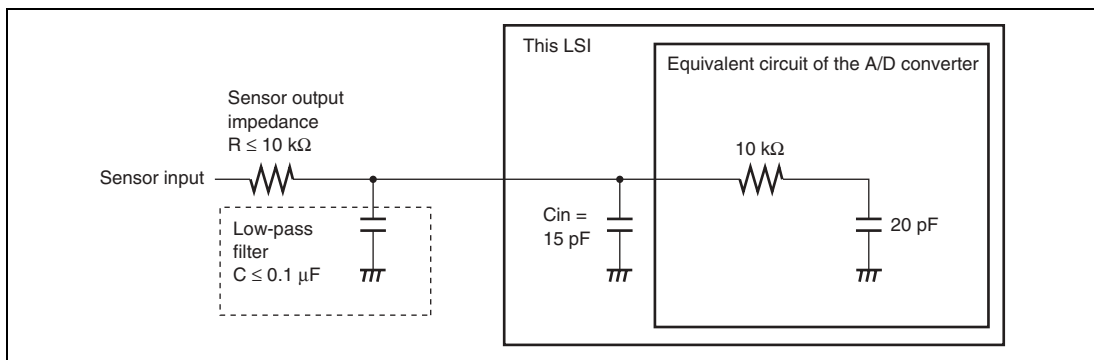 This LSI
Equivalent circuit of the A/D converter
Sensor output
impedance
R ≤ 10 kΩ
10 kΩ
Sensor input
Low-pass
filter
C ≤ 0.1 μF
Cin =
15 pF
20 pF